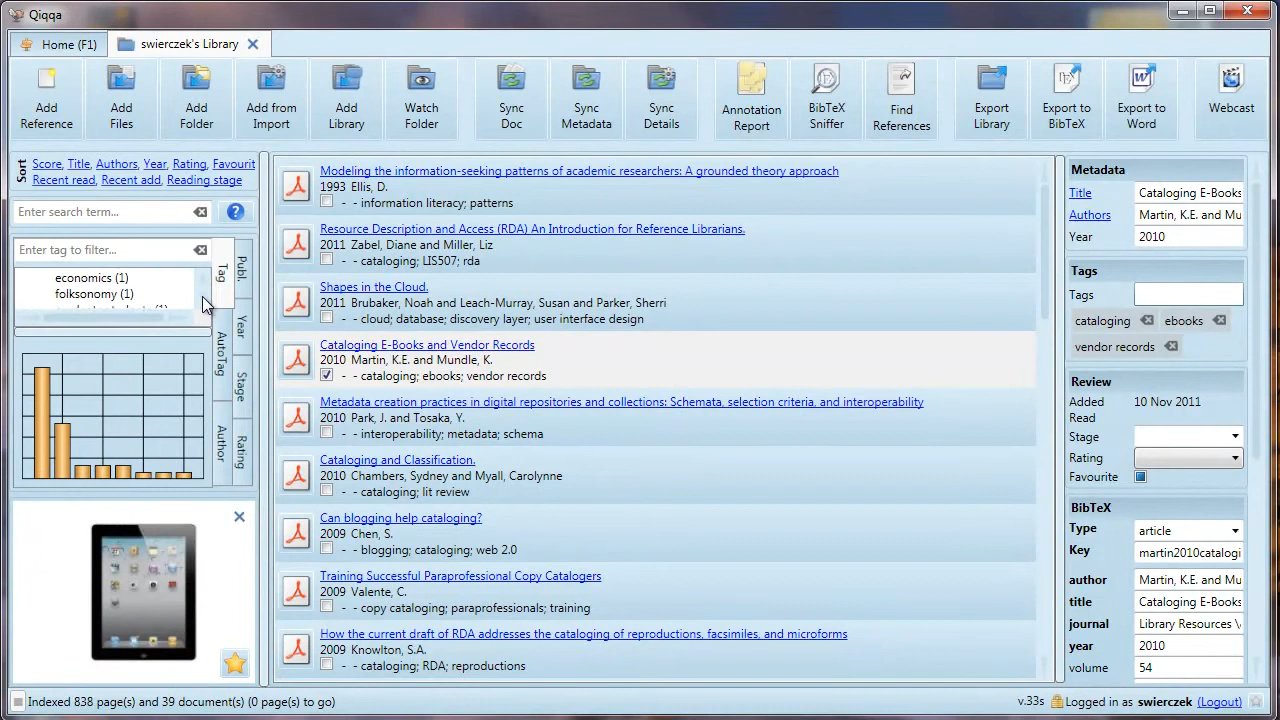 Qiqqa
Home (F1)
swierczek's Library
Add Reference
Add Files
Add Folder
Add from Import
Add Library
Watch Folder
Sync Doc
Sync Metadata
Sync Details
Annotation Report
BibTeX Sniffer
Find References
Export Library
Export to BibTeX
Export to Word
Webcast
Sort
Score, Title, Authors, Year, Rating, Favourit
Recent read, Recent add, Reading stage
Enter search term...
Enter tag to filter...
economics (1)
folksonomy (1)
Tag
AutoTag
Author
Publ.
Year
Stage
Rating
Modeling the information-seeking patterns of academic researchers: A grounded theory approach
1993 Ellis, D.
- - information literacy; patterns
Resource Description and Access (RDA) An Introduction for Reference Librarians.
2011 Zabel, Diane and Miller, Liz
- - cataloging; LIS507; rda
Shapes in the Cloud.
2011 Brubaker, Noah and Leach-Murray, Susan and Parker, Sherri
- - cloud; database; discovery layer; user interface design
Cataloging E-Books and Vendor Records
2010 Martin, K.E. and Mundle, K.
- - cataloging; ebooks; vendor records
Metadata creation practices in digital repositories and collections: Schemata, selection criteria, and interoperability
2010 Park, J. and Tosaka, Y.
- - interoperability; metadata; schema
Cataloging and Classification.
2010 Chambers, Sydney and Myall, Carolynne
- - cataloging; lit review
Can blogging help cataloging?
2009 Chen, S.
- - blogging; cataloging; web 2.0
Training Successful Paraprofessional Copy Catalogers
2009 Valente, C.
- - copy cataloging; paraprofessionals; training
How the current draft of RDA addresses the cataloging of reproductions, facsimiles, and microforms
2009 Knowlton, S.A.
- - cataloging; RDA; reproductions
Metadata
Title Cataloging E-Books
Authors Martin, K.E. and Mu
Year 2010
Tags
Tags
cataloging ebooks
vendor records
Review
Added 10 Nov 2011
Read
Stage
Rating
Favourite
BibTeX
Type article
Key martin2010catalogi
author Martin, K.E. and Mu
title Cataloging E-Books
journal Library Resources \
year 2010
volume 54
Indexed 838 page(s) and 39 document(s) (0 page(s) to go)
v.33s Logged in as swierczek (Logout)